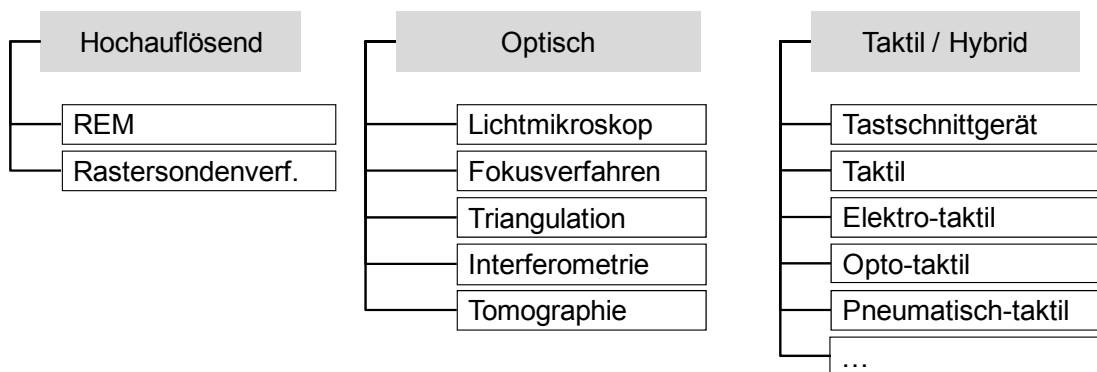 Hochauflösend
REM
Rastersondenverf.
Optisch
Lichtmikroskop
Fokusverfahren
Triangulation
Interferometrie
Tomographie
Taktil / Hybrid
Tastschnittgerät
Taktil
Elektro-taktil
Opto-taktil
Pneumatisch-taktil
…